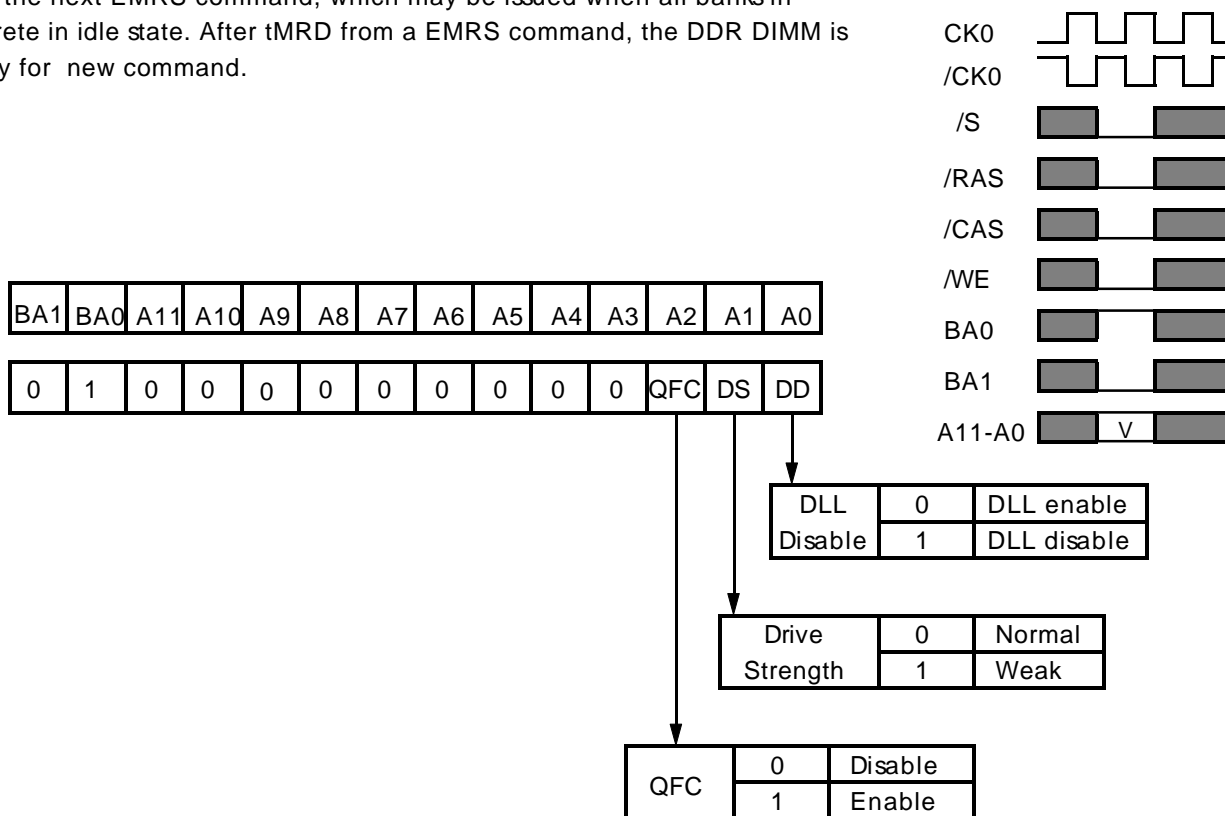 the next EMRS command, which may be issued when all banks in
rete in idle state. After tMRD from a EMRS command, the DDR DIMM is
y for new command.
CK0
/CK0
/S
/RAS
/CAS
/WE
BA0
BA1
A11-A0 V
BA1 BA0 A11 A10 A9 A8 A7 A6 A5 A4 A3 A2 A1 A0
0 1 0 0 0 0 0 0 0 0 0 QFC DS DD
DLL Disable
0 DLL enable
1 DLL disable
Drive Strength
0 Normal
1 Weak
QFC
0 Disable
1 Enable